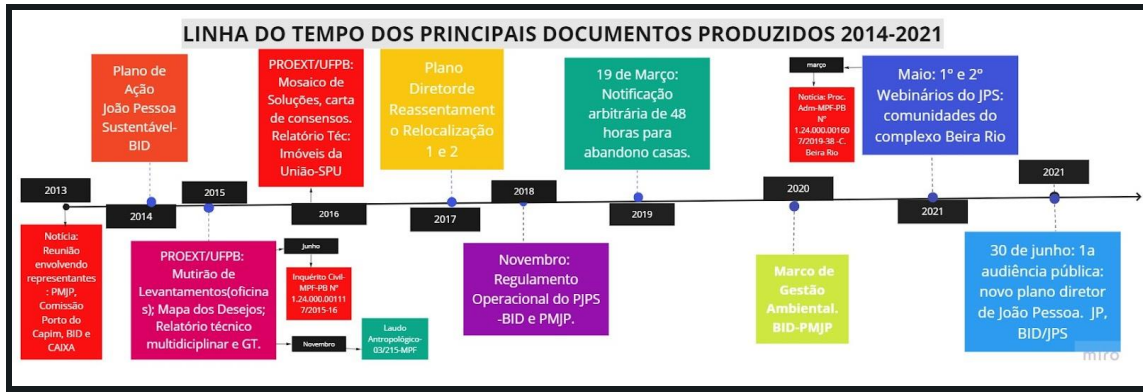 LINHA DO TEMPO DOS PRINCIPAIS DOCUMENTOS PRODUZIDOS 2014-2021
Plano de
Ação
João Pessoa
Sustentável-
BID
PROEXT/UFPB:
Mosaico de
Soluções, carta
de consensos.
Relatório Téc:
Imóveis da
União-SPU
Plano
Diretorde
Reassentament
o Relocalização
1 e 2
19 de Março:
Notificação
arbitrária de 48
horas para
abandono casas.
março
Notícia: Proc.
Adm-MPF-PB
Nº
1.24.000.00160
7/2019-38 -C.
Beira Rio
Maio: 1º e 2º
Webinários do JPS:
comunidades do
complexo Beira Rio
2013
2014
2015
2016
2017
2018
2019
2020
2021
2021
Notícia:
Reunião
envolvendo
representantes
: PMJP,
Comissão
Porto do
Capim, BID e
CAIXA
PROEXT/UFPB:
Mutirão de
Levantamentos(oficina
s); Mapa dos Desejos;
Relatório técnico
multidiciplinar e GT.
Junho
Inquérito Civil-
MPF-PB Nº
1.24.000.00111
7/2015-16
Novembro
Laudo
Antropológico-
03/215-MPF
Novembro:
Regulamento
Operacional do PJPS
-BID e PMJP.
Marco de
Gestão
Ambiental.
BID-PMJP
30 de junho: 1a
audiência pública:
novo plano diretor
de João Pessoa. JP,
BID/JPS
miro